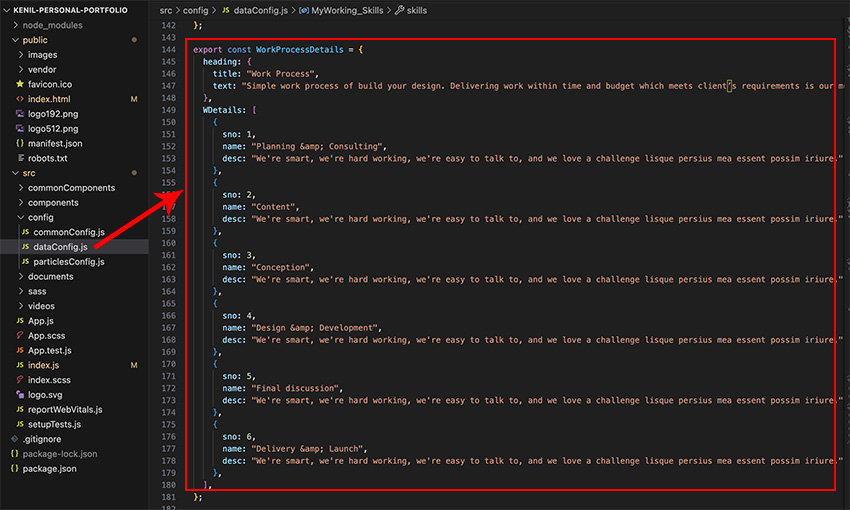 KENIL-PERSONAL-PORTFOLIO
node_modules
public
images
vendor
favicon.ico
index.html M
logo192.png
logo512.png
manifest.json
robots.txt
src
commonComponents
components
config
commonConfig.js
dataConfig.js
particlesConfig.js
documents
sass
videos
App.js
App.scss
App.test.js
index.js M
index.scss
logo.svg
reportWebVitals.js
setupTests.js
.gitignore
package-lock.json
package.json
src > config > JS dataConfig.js > MyWorking_Skills > skills
142 };
144 export const WorkProcessDetails = {
145 heading: {
146 title: "Work Process",
147 text: "Simple work process of build your design. Delivering work within time and budget which meets client's requirements is our
148 },
149 WDetails: [
150 {
151 sno: 1,
152 name: "Planning &amp; Consulting",
153 desc: "We're smart, we're hard working, we're easy to talk to, and we love a challenge lisque persius mea essent possim iriure."
154 },
155 {
sno: 2,
157 name: "Content",
158 desc: "We're smart, we're hard working, we're easy to talk to, and we love a challenge lisque persius mea essent possim iriure."
159 },
160 {
161 sno: 3,
162 name: "Conception",
163 desc: "We're smart, we're hard working, we're easy to talk to, and we love a challenge lisque persius mea essent possim iriure."
164 },
165 {
166 sno: 4,
167 name: "Design &amp; Development",
168 desc: "We're smart, we're hard working, we're easy to talk to, and we love a challenge lisque persius mea essent possim iriure."
169 },
170 {
171 sno: 5,
172 name: "Final discussion",
173 desc: "We're smart, we're hard working, we're easy to talk to, and we love a challenge lisque persius mea essent possim iriure."
174 },
175 {
176 sno: 6,
177 name: "Delivery &amp; Launch",
178 desc: "We're smart, we're hard working, we're easy to talk to, and we love a challenge lisque persius mea essent possim iriure."
179 },
180 ],
181 };